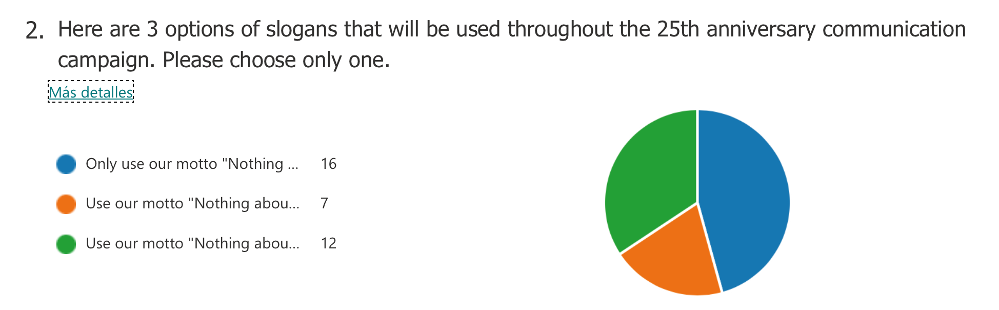 2. Here are 3 options of slogans that will be used throughout the 25th anniversary communication
campaign. Please choose only one.
Más detalles
Only use our motto "Nothing ... 16
Use our motto "Nothing abou... 7
Use our motto "Nothing abou... 12